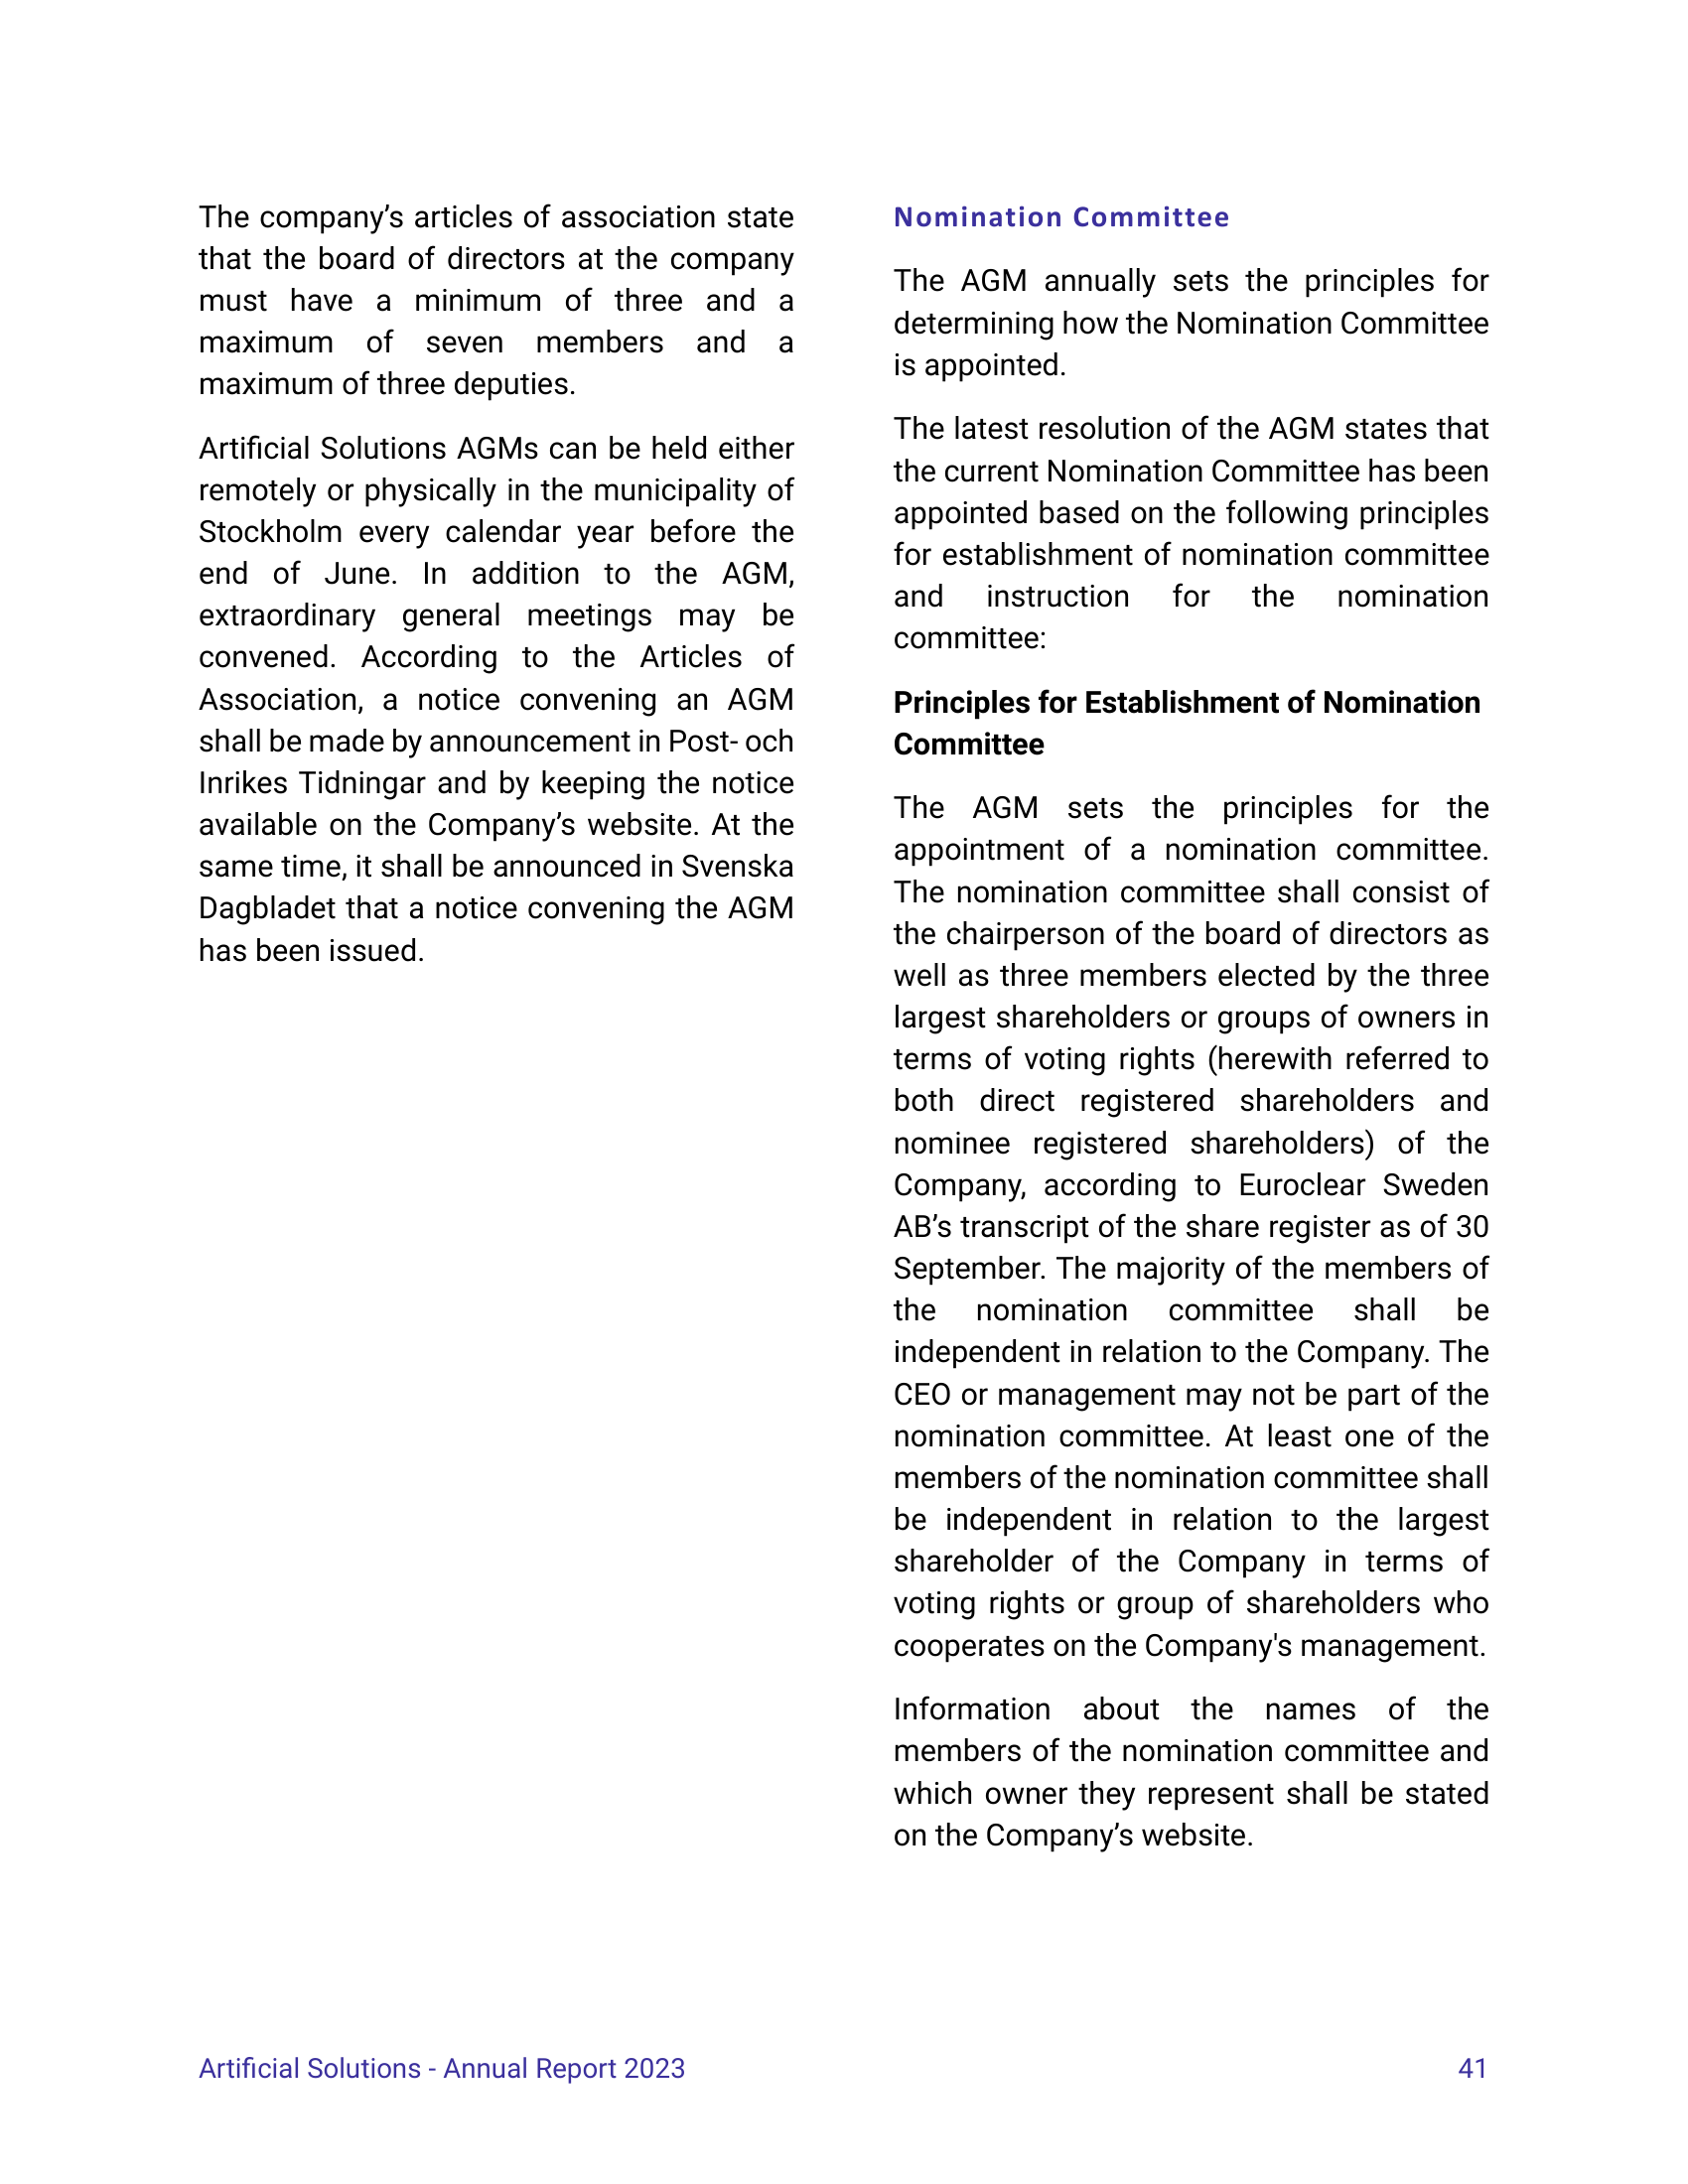 The company’s articles of association state
that the board of directors at the company
must have a minimum of three and a
maximum of seven members and a
maximum of three deputies.
Artificial Solutions AGMs can be held either
remotely or physically in the municipality of
Stockholm every calendar year before the
end of June. In addition to the AGM,
extraordinary general meetings may be
convened. According to the Articles of
Association, a notice convening an AGM
shall be made by announcement in Post- och
Inrikes Tidningar and by keeping the notice
available on the Company’s website. At the
same time, it shall be announced in Svenska
Dagbladet that a notice convening the AGM
has been issued.
Nomination Committee
The AGM annually sets the principles for
determining how the Nomination Committee
is appointed.
The latest resolution of the AGM states that
the current Nomination Committee has been
appointed based on the following principles
for establishment of nomination committee
and instruction for the nomination
committee:
Principles for Establishment of Nomination
Committee
The AGM sets the principles for the
appointment of a nomination committee.
The nomination committee shall consist of
the chairperson of the board of directors as
well as three members elected by the three
largest shareholders or groups of owners in
terms of voting rights (herewith referred to
both direct registered shareholders and
nominee registered shareholders) of the
Company, according to Euroclear Sweden
AB’s transcript of the share register as of 30
September. The majority of the members of
the nomination committee shall be
independent in relation to the Company. The
CEO or management may not be part of the
nomination committee. At least one of the
members of the nomination committee shall
be independent in relation to the largest
shareholder of the Company in terms of
voting rights or group of shareholders who
cooperates on the Company's management.
Information about the names of the
members of the nomination committee and
which owner they represent shall be stated
on the Company’s website.
Artificial Solutions - Annual Report 2023
41